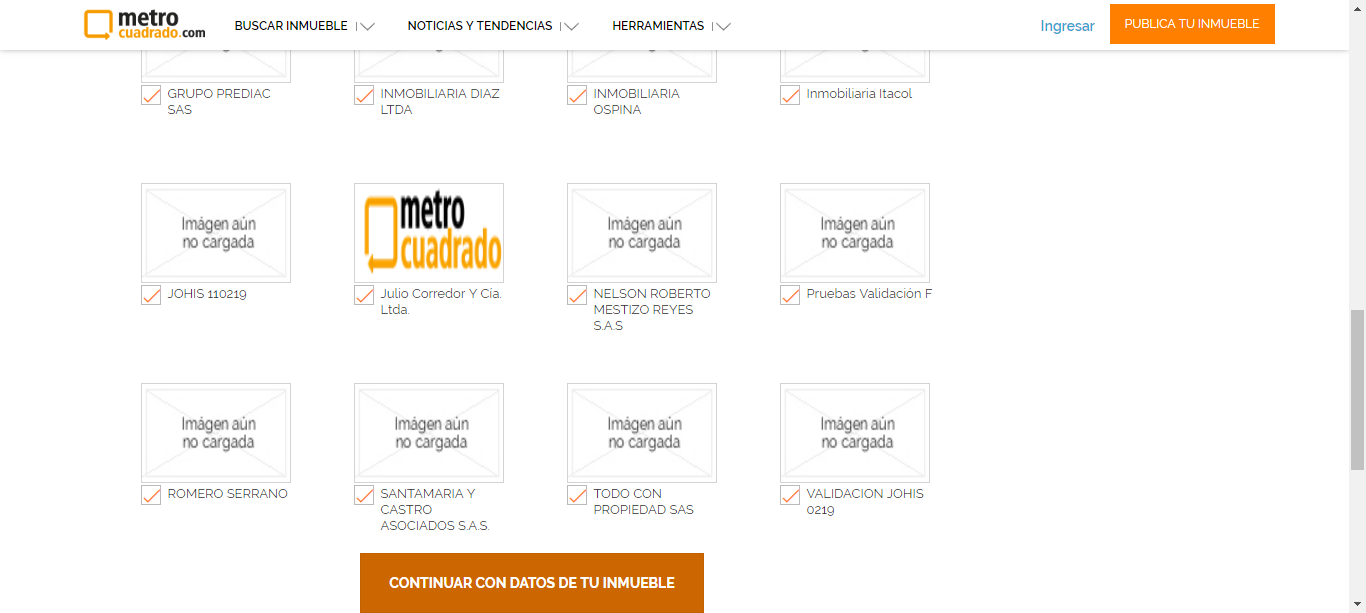 metro
cuadrado.com
BUSCAR INMUEBLE
NOTICIAS Y TENDENCIAS
HERRAMIENTAS
Ingresar
PUBLICA TU INMUEBLE
GRUPO PREDIAC
SAS
INMOBILIARIA DIAZ
LTDA
INMOBILIARIA
OSPINA
Inmobiliaria Itacol
Imágen aún
no cargada
metro
cuadrado
Imágen aún
no cargada
Imágen aún
no cargada
JOHIS 110219
Julio Corredor Y Cía.
Ltda.
NELSON ROBERTO
MESTIZO REYES
S.A.S
Pruebas Validación F
Imágen aún
no cargada
Imágen aún
no cargada
Imágen aún
no cargada
Imágen aún
no cargada
ROMERO SERRANO
SANTAMARIA Y
CASTRO
ASOCIADOS S.A.S.
TODO CON
PROPIEDAD SAS
VALIDACION JOHIS
0219
CONTINUAR CON DATOS DE TU INMUEBLE